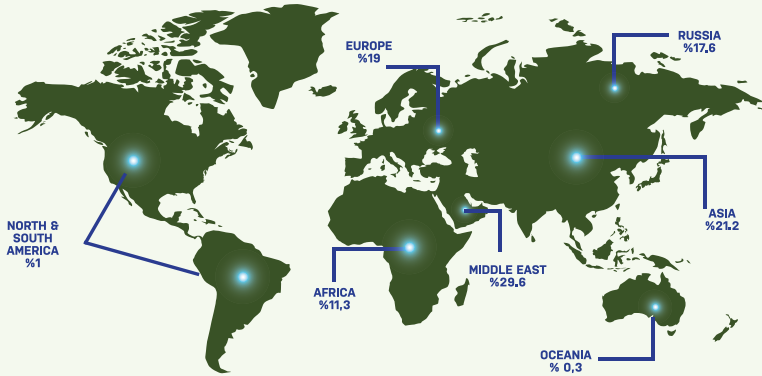 EUROPE
%19
RUSSIA
%17.6
NORTH &
SOUTH
AMERICA
%1
ASIA
%21.2
MIDDLE EAST
%29.6
AFRICA
%11,3
OCEANIA
% 0,3